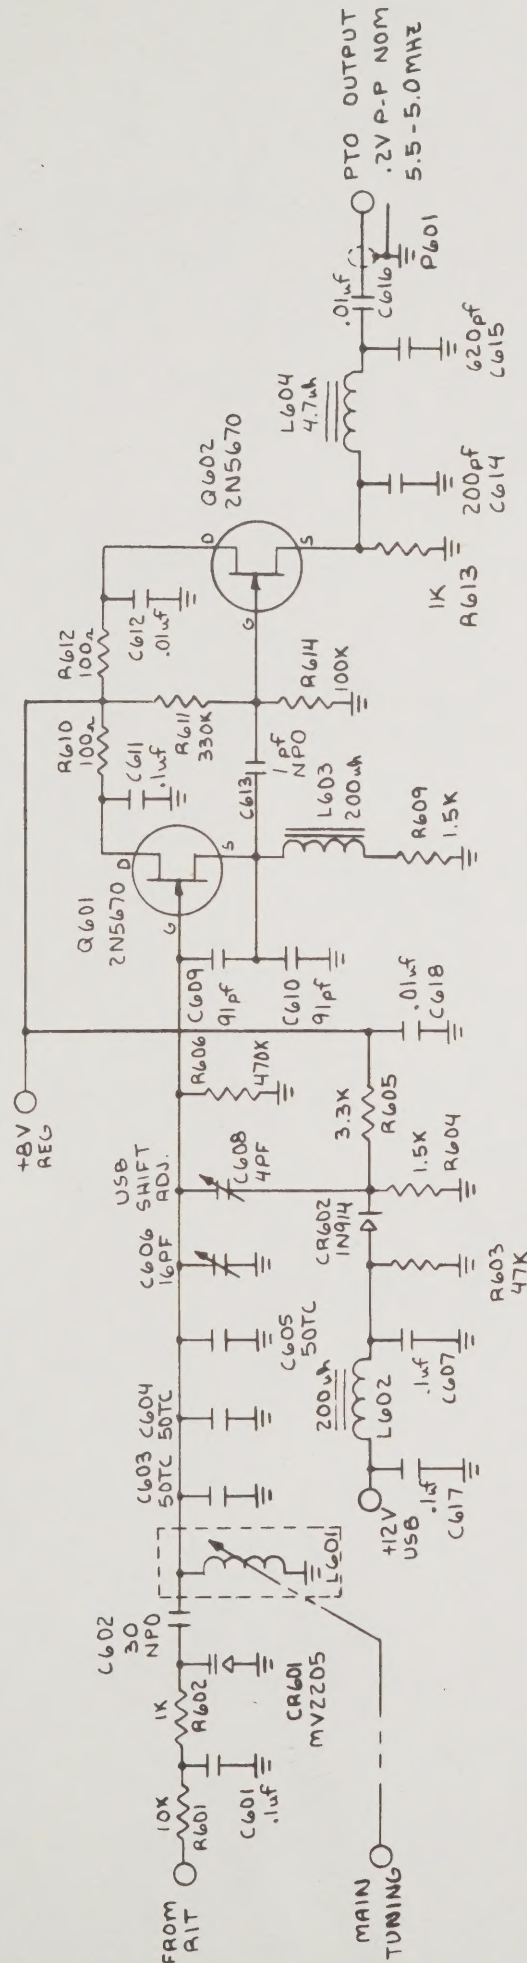 FROM
RIT
10K
R601
C601
.1uf
1K
R602
CR601
MV2205
C602
30
NPO
L601
MAIN
TUNING
C603
50TC
C604
50TC
C605
50TC
C606
16PF
USB
SHIFT
ADJ.
C608
4PF
R606
470K
+12V
USB
.1uf
C617
200uh
L602
.1uf
C607
R603
47K
CR602
1N914
1.5K
R604
3.3K
R605
.01uf
C618
+8V
REG
C609
91pf
C610
91pf
Q601
2N5670
G
D
S
C611
.1uf
R610
100Ω
R612
100Ω
C612
.01uf
R611
330K
R614
100K
C613
1pf
NPO
L603
200uh
R609
1.5K
Q602
2N5670
G
D
S
1K
R613
200pf
C614
L604
4.7uh
620pf
C615
.01uf
C616
P601
PTO OUTPUT
.2V P-P NOM
5.5-5.0MHZ